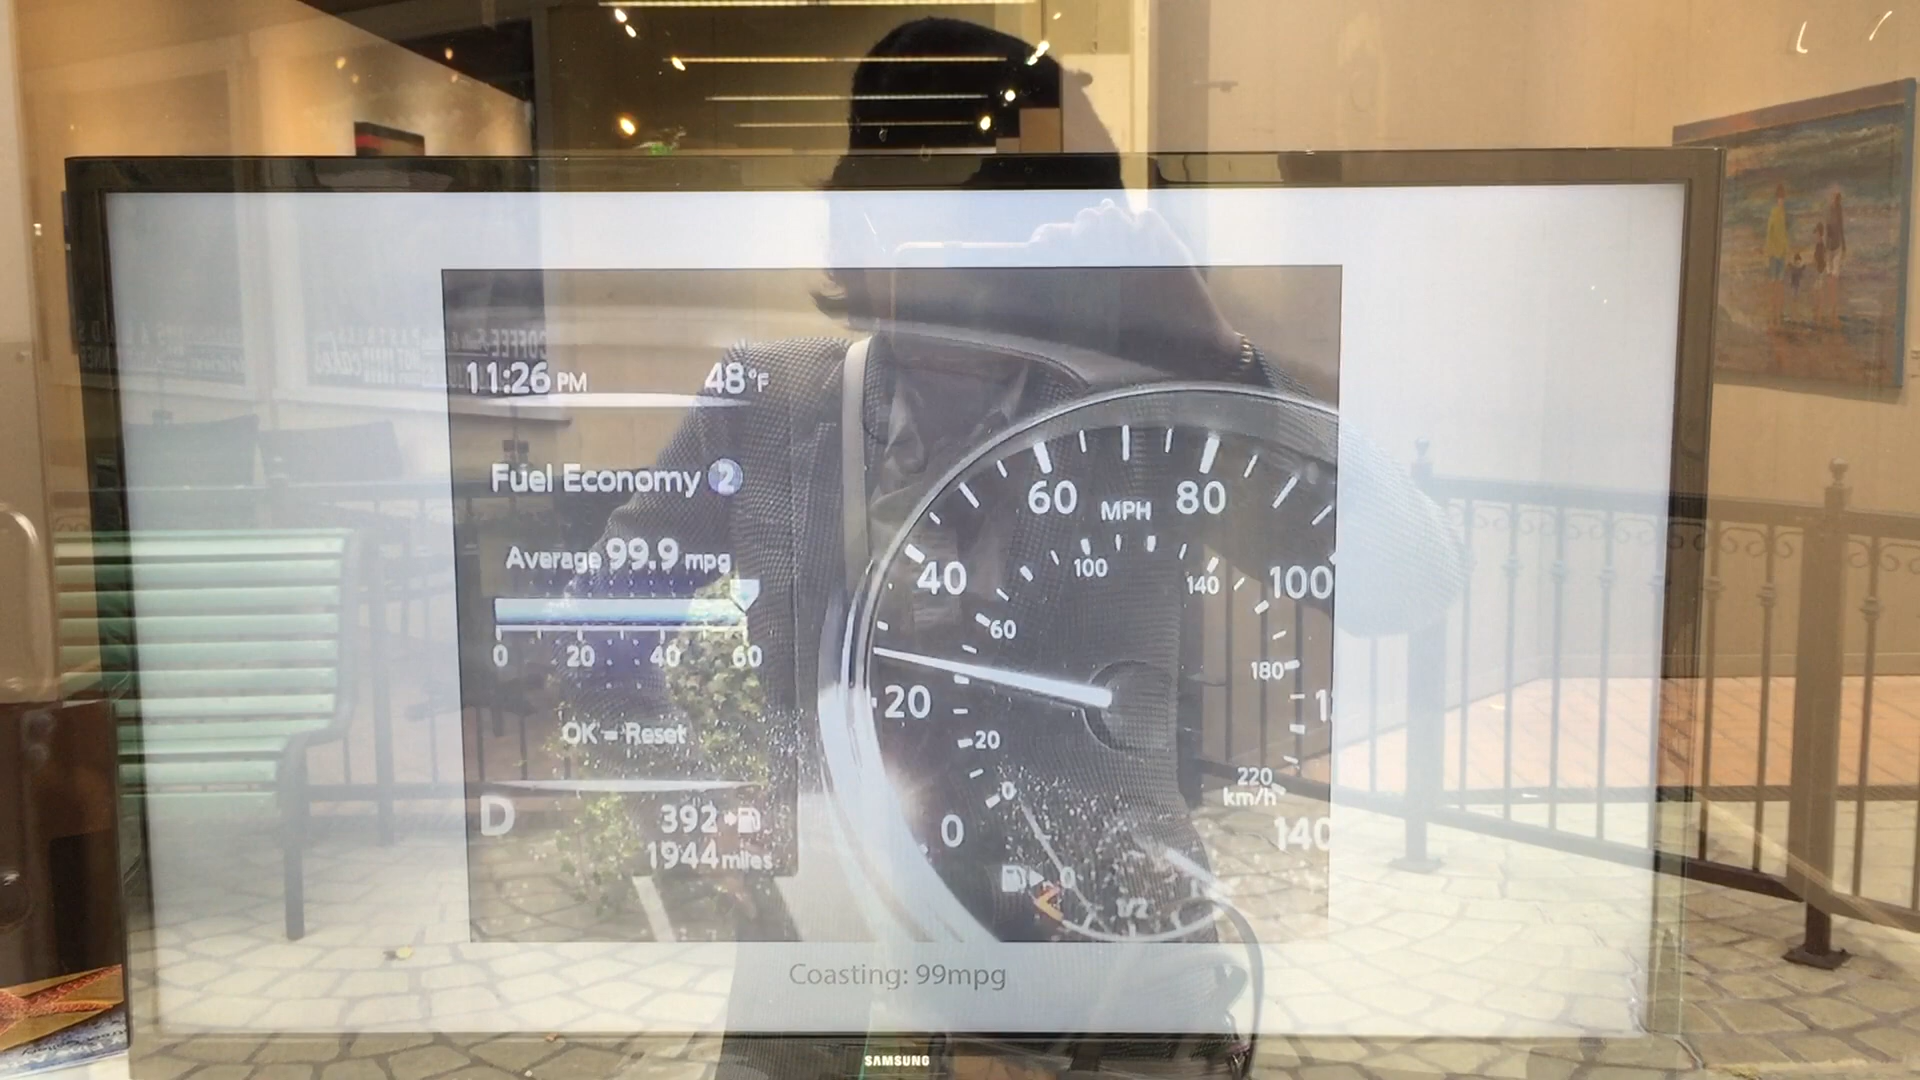 11:26 PM 48°F
Fuel Economy 2
Average 99.9 mpg
0 20 40 60
OK = Reset
D 392
1944 miles
0 20 40 60 80 100 140
MPH
0 20 60 100 140 180 220
km/h
1/2 0
Coasting: 99mpg
SAMSUNG
COFFEE